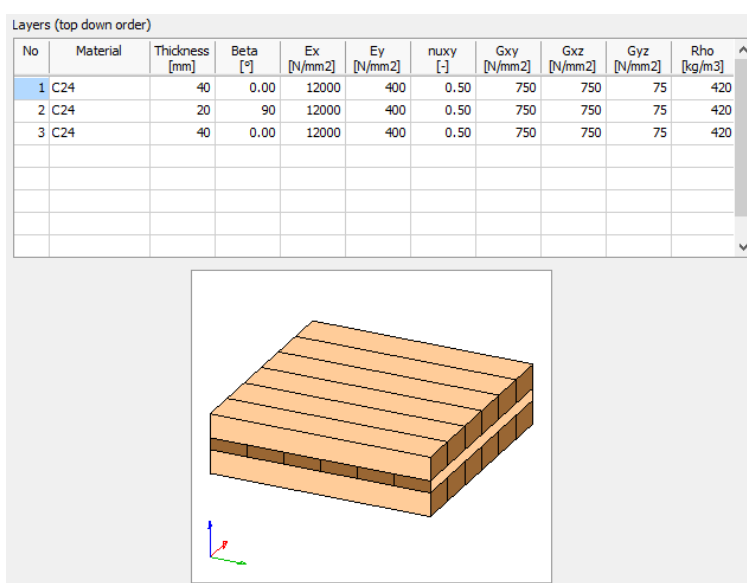 Layers (top down order)
No Material Thickness [mm] Beta [°] Ex [N/mm2] Ey [N/mm2] nuxy [-] Gxy [N/mm2] Gxz [N/mm2] Gyz [N/mm2] Rho [kg/m3]
1 C24 40 0.00 12000 400 0.50 750 750 75 420
2 C24 20 90 12000 400 0.50 750 750 75 420
3 C24 40 0.00 12000 400 0.50 750 750 75 420